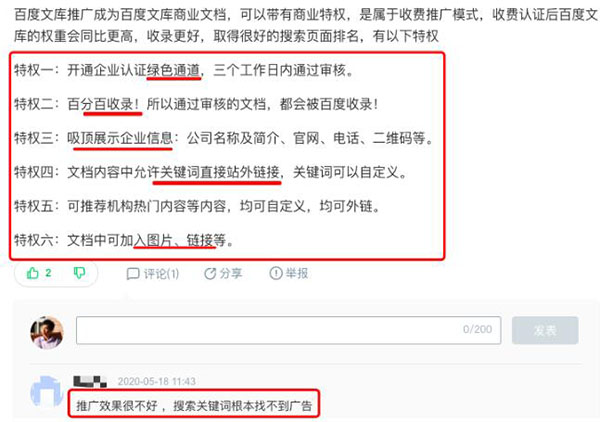 百度文库推广成为百度文库商业文档，可以带有商业特权，是属于收费推广模式，收费认证后百度文
库的权重会同比更高，收录更好，取得很好的搜索页面排名，有以下特权
特权一：开通企业认证绿色通道，三个工作日内通过审核。
特权二：百分百收录！所以通过审核的文档，都会被百度收录！
特权三：吸顶展示企业信息：公司名称及简介、官网、电话、二维码等。
特权四：文档内容中允许关键词直接站外链接，关键词可以自定义。
特权五：可推荐机构热门内容等内容，均可自定义，均可外链。
特权六：文档中可加入图片、链接等。
2 评论(1) 分享 举报
0/200 发表
2020-05-18 11:43
推广效果很不好，搜索关键词根本找不到广告